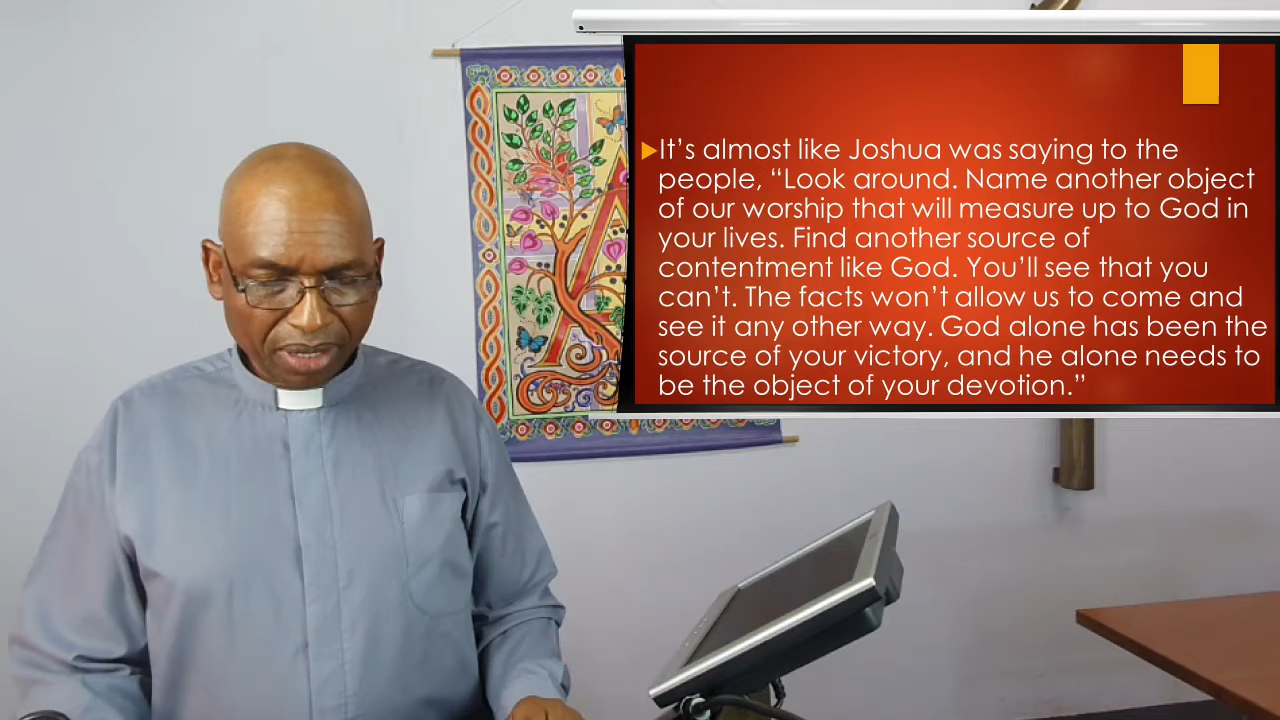 It’s almost like Joshua was saying to the
people, “Look around. Name another object
of our worship that will measure up to God in
your lives. Find another source of
contentment like God. You’ll see that you
can’t. The facts won’t allow us to come and
see it any other way. God alone has been the
source of your victory, and he alone needs to
be the object of your devotion.”